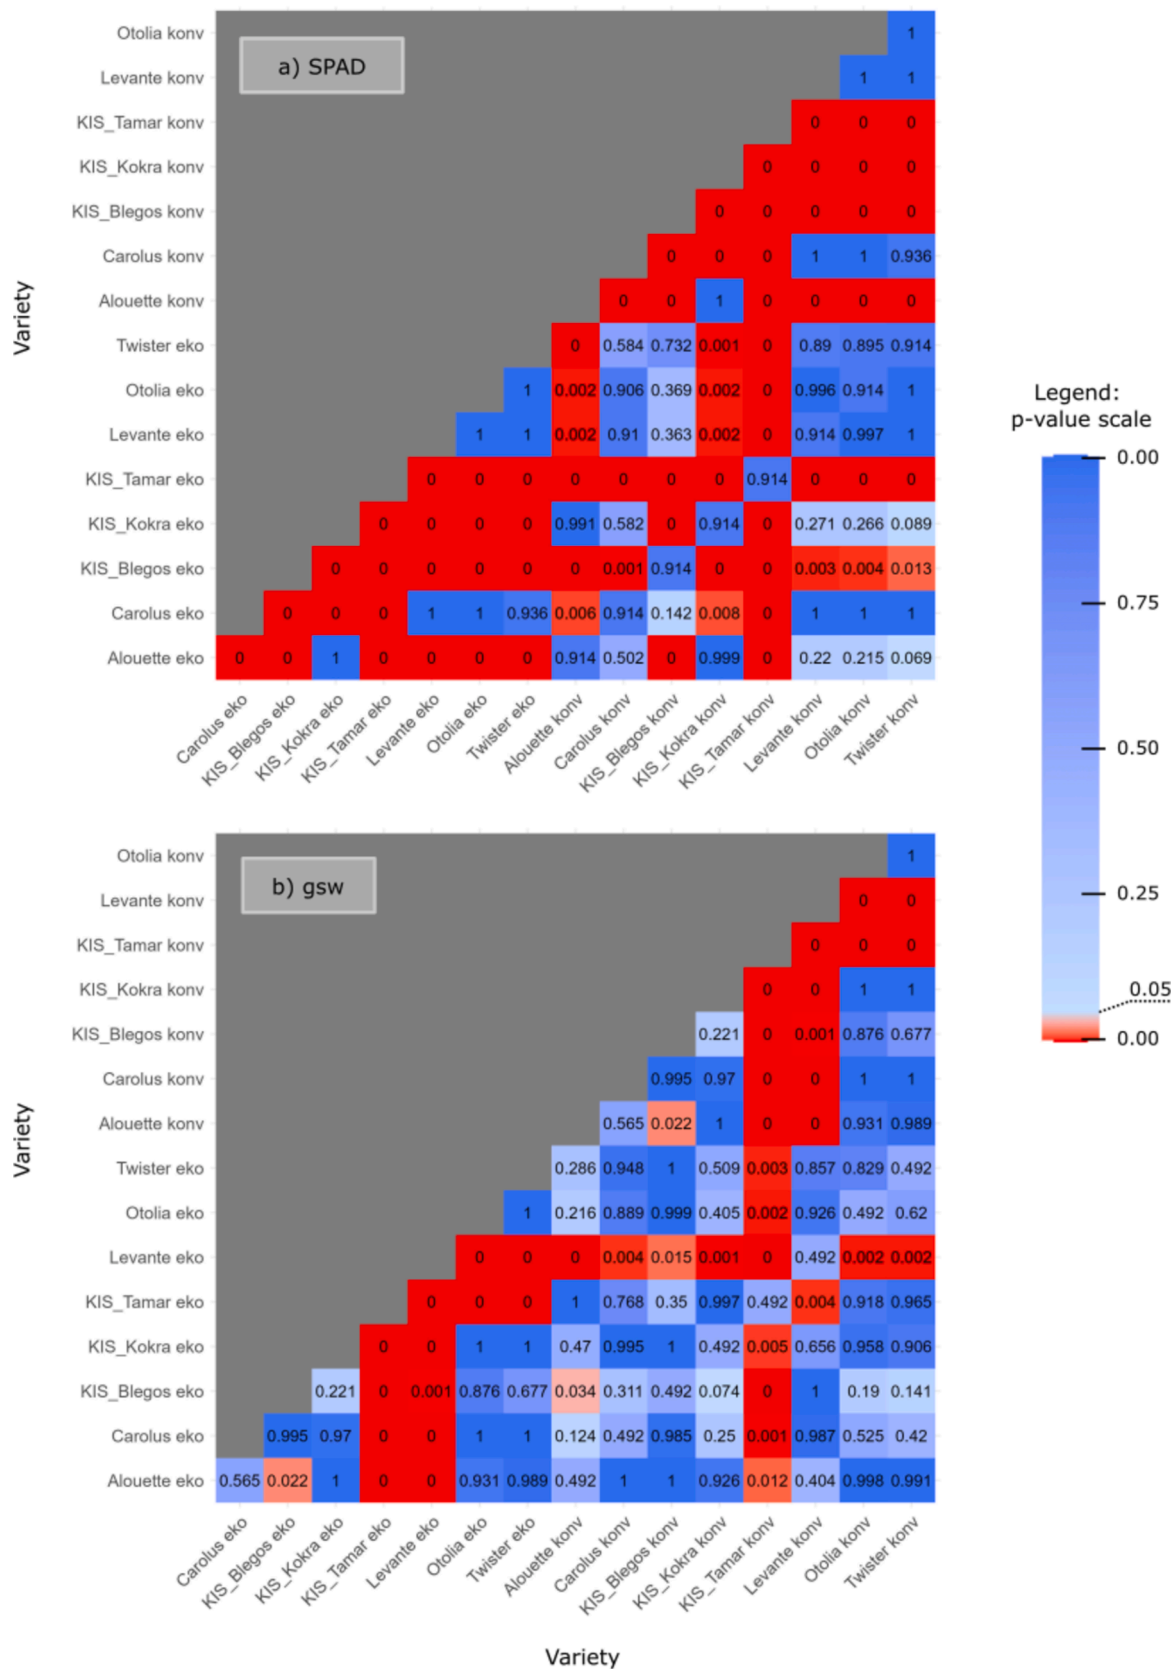 a) SPAD
Variety
Otolia konv 1
Levante konv 1 1
KIS_Tamar konv 0 0 0
KIS_Kokra konv 0 0 0 0
KIS_Blegos konv 0 0 0 0 0
Carolus konv 0 0 0 1 1 0.936
Alouette konv 0 0 1 0 0 0 0
Twister eko 0 0.584 0.732 0.001 0 0.89 0.895 0.914
Otolia eko 1 0.002 0.906 0.369 0.002 0 0.996 0.914 1
Levante eko 1 1 0.002 0.91 0.363 0.002 0 0.914 0.997 1
KIS_Tamar eko 0 0 0 0 0 0 0 0.914 0 0 0
KIS_Kokra eko 0 0 0 0 0.991 0.582 0 0.914 0 0.271 0.266 0.089
KIS_Blegos eko 0 0 0 0 0 0 0.001 0.914 0 0 0.003 0.004 0.013
Carolus eko 0 0 0 1 1 0.936 0.006 0.914 0.142 0.008 0 1 1 1
Alouette eko 0 0 1 0 0 0 0 0.914 0.502 0 0.999 0 0.22 0.215 0.069
Carolus eko
KIS_Blegos eko
KIS_Kokra eko
KIS_Tamar eko
Levante eko
Otolia eko
Twister eko
Alouette konv
Carolus konv
KIS_Blegos konv
KIS_Kokra konv
KIS_Tamar konv
Levante konv
Otolia konv
Twister konv
Legend:
p-value scale
0.00
0.75
0.50
0.25
0.05
0.00
b) gsw
Variety
Otolia konv 1
Levante konv 0 0
KIS_Tamar konv 0 0 0
KIS_Kokra konv 0 0 1 1
KIS_Blegos konv 0.221 0 0.001 0.876 0.677
Carolus konv 0.995 0.97 0 0 1 1
Alouette konv 0.565 0.022 1 0 0 0.931 0.989
Twister eko 0.286 0.948 1 0.509 0.003 0.857 0.829 0.492
Otolia eko 1 0.216 0.889 0.999 0.405 0.002 0.926 0.492 0.62
Levante eko 0 0 0 0.004 0.015 0.001 0 0.492 0.002 0.002
KIS_Tamar eko 0 0 0 1 0.768 0.35 0.997 0.492 0.004 0.918 0.965
KIS_Kokra eko 0 0 1 1 0.47 0.995 1 0.492 0.005 0.656 0.958 0.906
KIS_Blegos eko 0.221 0 0.001 0.876 0.677 0.034 0.311 0.492 0.074 0 1 0.19 0.141
Carolus eko 0.995 0.97 0 0 1 1 0.124 0.492 0.985 0.25 0.001 0.987 0.525 0.42
Alouette eko 0.565 0.022 1 0 0 0.931 0.989 0.492 1 1 0.926 0.012 0.404 0.998 0.991
Carolus eko
KIS_Blegos eko
KIS_Kokra eko
KIS_Tamar eko
Levante eko
Otolia eko
Twister eko
Alouette konv
Carolus konv
KIS_Blegos konv
KIS_Kokra konv
KIS_Tamar konv
Levante konv
Otolia konv
Twister konv
Variety